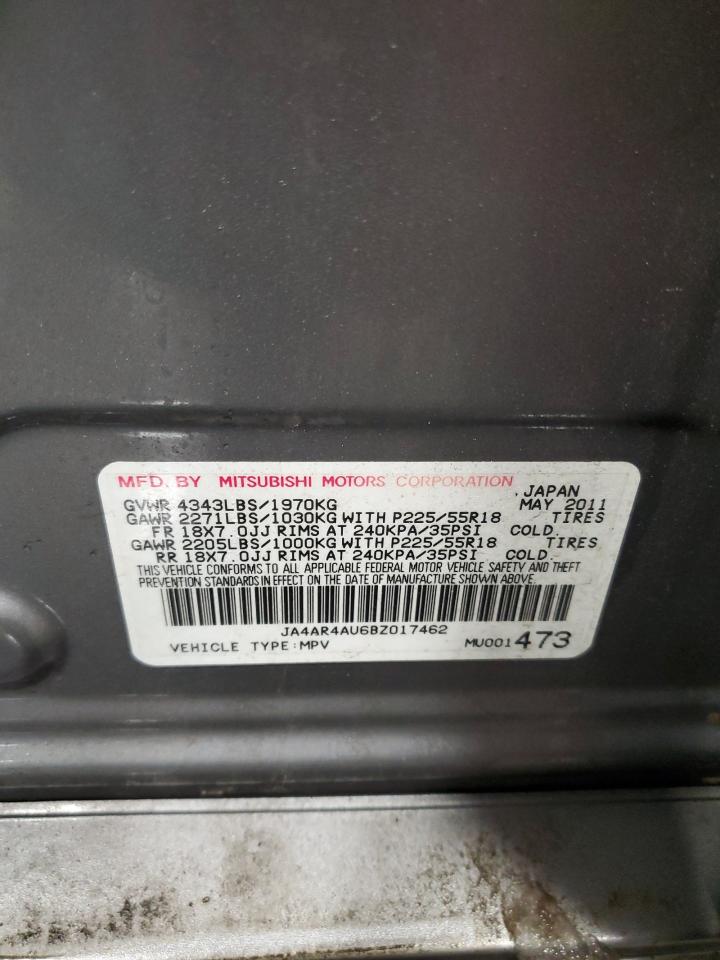 MFD. BY MITSUBISHI MOTORS CORPORATION
JAPAN
GVWR 4343LBS/1970KG MAY 2011
GAWR 2271LBS/1030KG WITH P225/55R18 TIRES
FR 18X7.0JJ RIMS AT 240KPA/35PSI COLD.
GAWR 2205LBS/1000KG WITH P225/55R18 TIRES
RR 18X7.0JJ RIMS AT 240KPA/35PSI COLD.
THIS VEHICLE CONFORMS TO ALL APPLICABLE FEDERAL MOTOR VEHICLE SAFETY AND THEFT
PREVENTION STANDARDS IN EFFECT ON THE DATE OF MANUFACTURE SHOWN ABOVE.
JA4AR4AU6BZ017462
VEHICLE TYPE:MPV MU001473